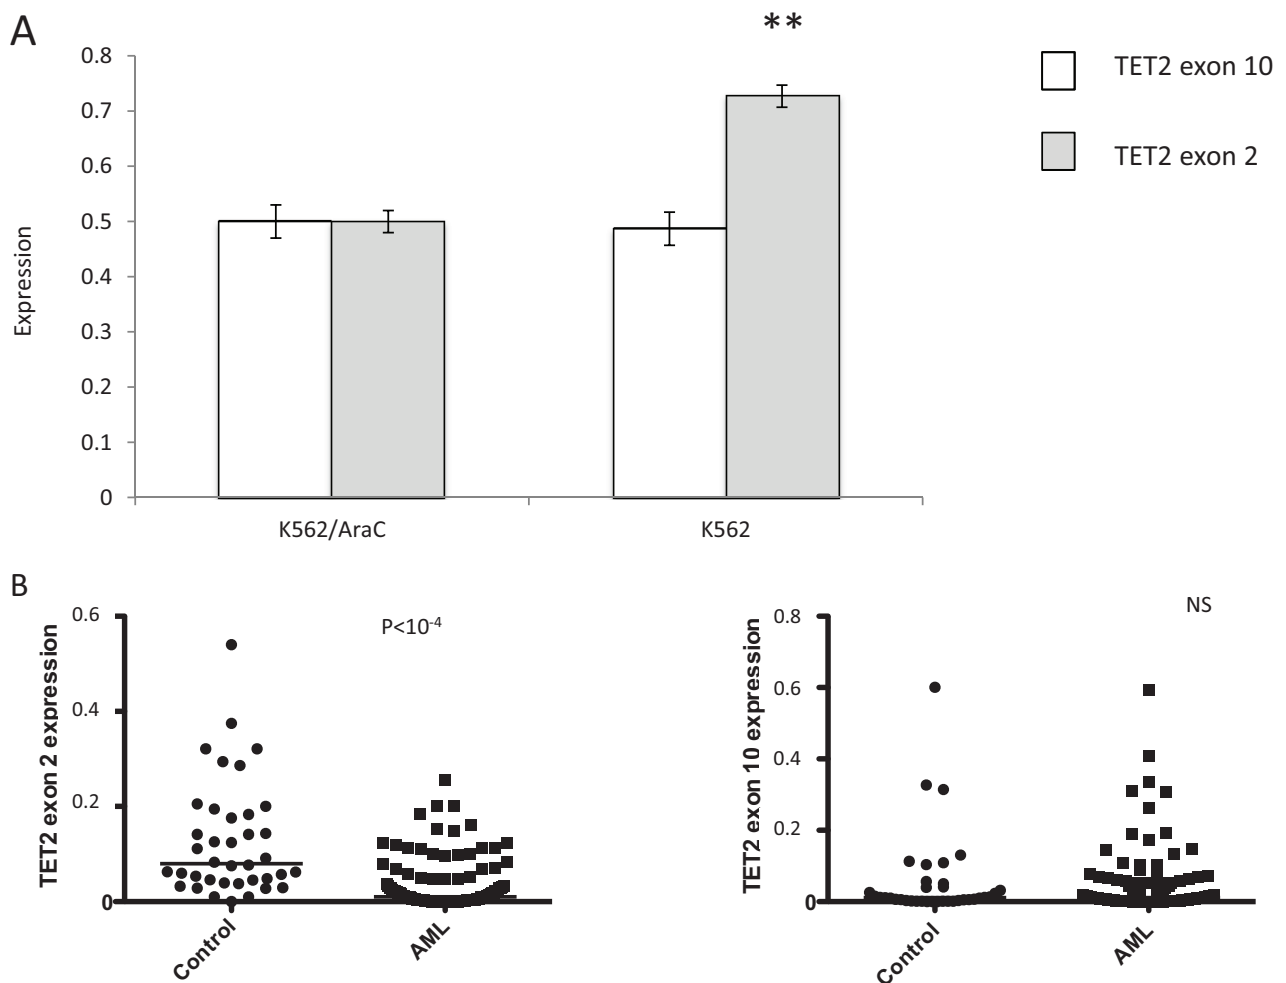 A
**
TET2 exon 10
TET2 exon 2
Expression
0.8
0.7
0.6
0.5
0.4
0.3
0.2
0.1
0
K562/AraC
K562
B
TET2 exon 2 expression
0.6
0.4
0.2
0
P<10-4
Control
AML
TET2 exon 10 expression
0.8
0.6
0.4
0.2
0
NS
Control
AML